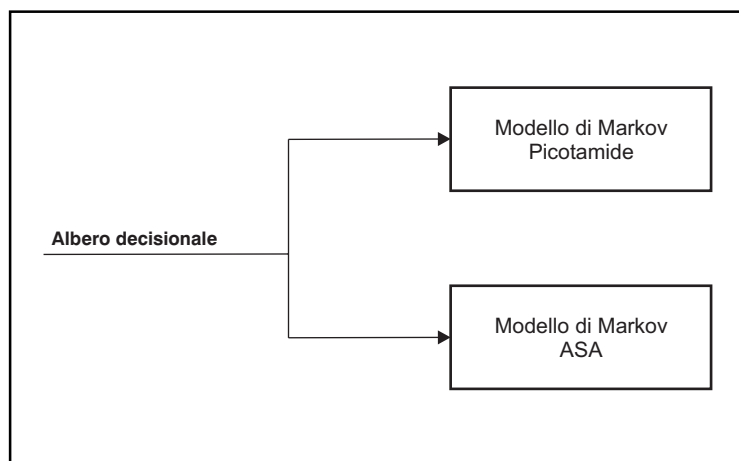 Modello di Markov
Picotamide
Albero decisionale
Modello di Markov
ASA